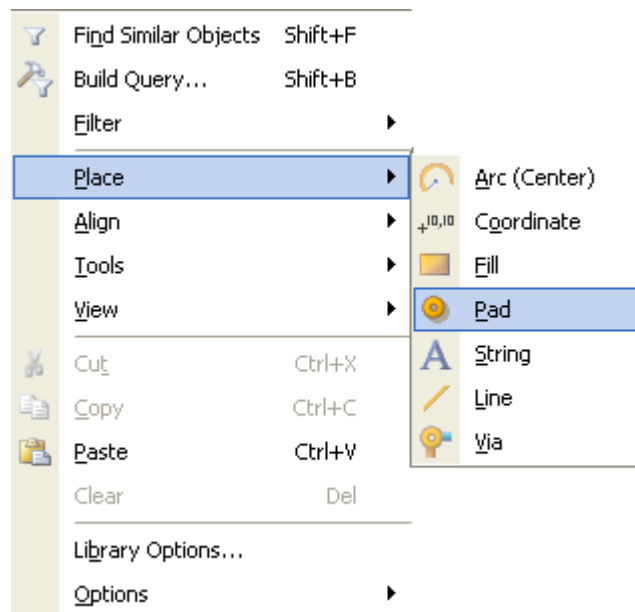 Find Similar Objects Shift+F
Build Query... Shift+B
Filter
Place
Align
Tools
View
Cut Ctrl+X
Copy Ctrl+C
Paste Ctrl+V
Clear Del
Library Options...
Options
Arc (Center)
+10,10 Coordinate
Fill
Pad
A String
Line
Via